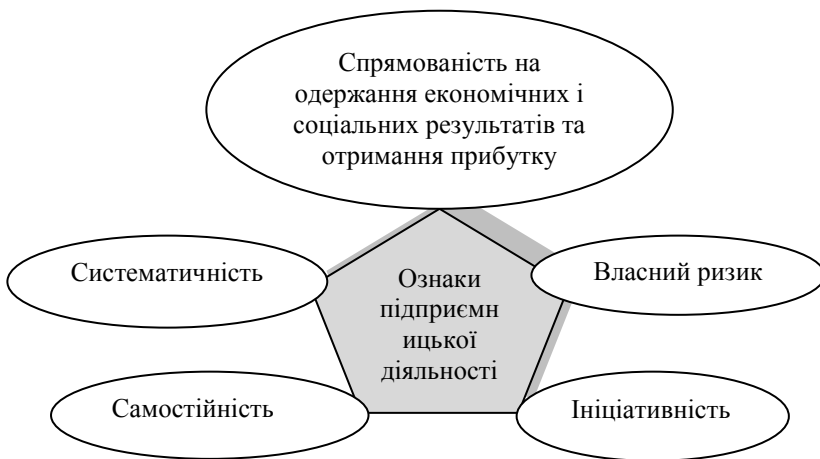 Спрямованість на
одержання економічних і
соціальних результатів та
отримання прибутку
Систематичність
Ознаки
підприємн
ицької
діяльності
Власний ризик
Самостійність
Ініціативність